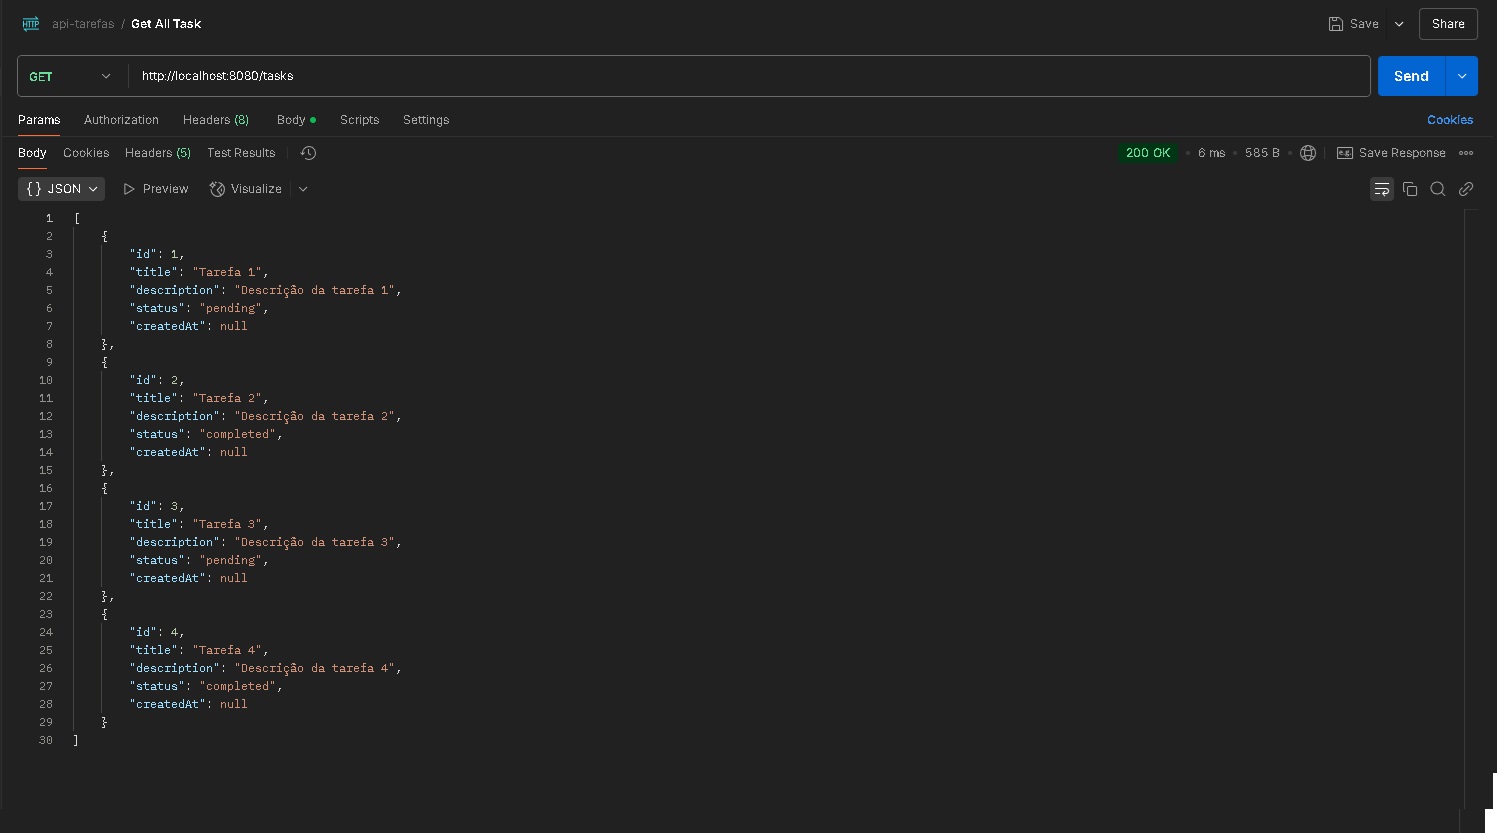 HTTP api-tarefas / Get All Task Save Share
GET http://localhost:8080/tasks Send
Params Authorization Headers (8) Body Scripts Settings Cookies
Body Cookies Headers (5) Test Results 200 OK • 6 ms • 585 B • e.g. Save Response
{} JSON Preview Visualize
1 [
2 {
3 "id": 1,
4 "title": "Tarefa 1",
5 "description": "Descrição da tarefa 1",
6 "status": "pending",
7 "createdAt": null
8 },
9 {
10 "id": 2,
11 "title": "Tarefa 2",
12 "description": "Descrição da tarefa 2",
13 "status": "completed",
14 "createdAt": null
15 },
16 {
17 "id": 3,
18 "title": "Tarefa 3",
19 "description": "Descrição da tarefa 3",
20 "status": "pending",
21 "createdAt": null
22 },
23 {
24 "id": 4,
25 "title": "Tarefa 4",
26 "description": "Descrição da tarefa 4",
27 "status": "completed",
28 "createdAt": null
29 }
30 ]